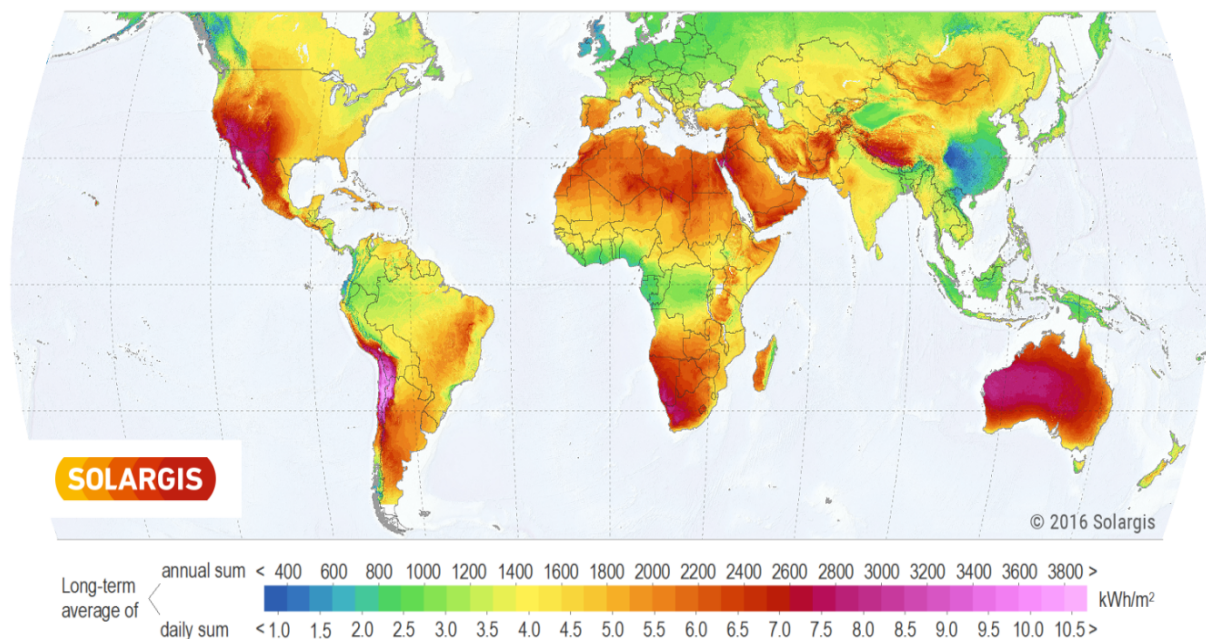 SOLARGIS
© 2016 Solargis
Long-term average of
annual sum < 400 600 800 1000 1200 1400 1600 1800 2000 2200 2400 2600 2800 3000 3200 3400 3600 3800 >
kWh/m²
daily sum < 1.0 1.5 2.0 2.5 3.0 3.5 4.0 4.5 5.0 5.5 6.0 6.5 7.0 7.5 8.0 8.5 9.0 9.5 10.0 10.5 >